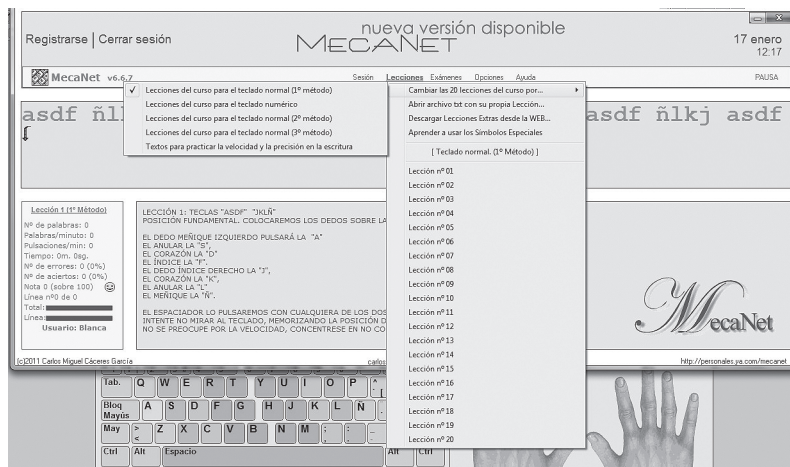 nueva versión disponible
Registrarse | Cerrar sesión
MECANET
17 enero
12:17
MecaNet v6.6.7
Sesión Lecciones Exámenes Opciones Ayuda
PAUSA
✓ Lecciones del curso para el teclado normal (1º método)
Lecciones del curso para el teclado numérico
Lecciones del curso para el teclado normal (2º método)
Lecciones del curso para el teclado normal (3º método)
Textos para practicar la velocidad y la precisión en la escritura
Cambiar las 20 lecciones del curso por...
Abrir archivo txt con su propia Lección...
Descargar Lecciones Extras desde la WEB...
Aprender a usar los Símbolos Especiales
[ Teclado normal. (1º Método) ]
Lección nº 01
Lección nº 02
Lección nº 03
Lección nº 04
Lección nº 05
Lección nº 06
Lección nº 07
Lección nº 08
Lección nº 09
Lección nº 10
Lección nº 11
Lección nº 12
Lección nº 13
Lección nº 14
Lección nº 15
Lección nº 16
Lección nº 17
Lección nº 18
Lección nº 19
Lección nº 20
asdf ñl
asdf ñlkj asdf
Lección 1 (1º Método)
Nº de palabras: 0
Palabras/minuto: 0
Pulsaciones/min: 0
Tiempo: 0m. 0sg.
Nº de errores: 0 (0%)
Nº de aciertos: 0 (0%)
Nota 0 (sobre 100)
Línea nº0 de 0
Total:
Línea:
Usuario: Blanca
LECCIÓN 1: TECLAS "ASDF" "JKLÑ"
POSICIÓN FUNDAMENTAL. COLOCAREMOS LOS DEDOS SOBRE LA
EL DEDO MEÑIQUE IZQUIERDO PULSARÁ LA "A"
EL ANULAR LA "S",
EL CORAZÓN LA "D"
EL ÍNDICE LA "F".
EL DEDO ÍNDICE DERECHO LA "J",
EL CORAZÓN LA "K",
EL ANULAR LA "L"
EL MEÑIQUE LA "Ñ".
EL ESPACIADOR LO PULSAREMOS CON CUALQUIERA DE LOS DOS
INTENTE NO MIRAR AL TECLADO, MEMORIZANDO LA POSICIÓN D
NO SE PREOCUPE POR LA VELOCIDAD, CONCENTRESE EN NO CO
MecaNet
(c)2011 Carlos Miguel Cáceres García
carlos
http://personales.ya.com/mecanet
Tab. Q W E R T Y U I O P ^ [
Bloq Mayús A S D F G H J K L Ñ
May > < Z X C V B N M ; , : . _ -
Ctrl Alt Espacio Alt Ctrl